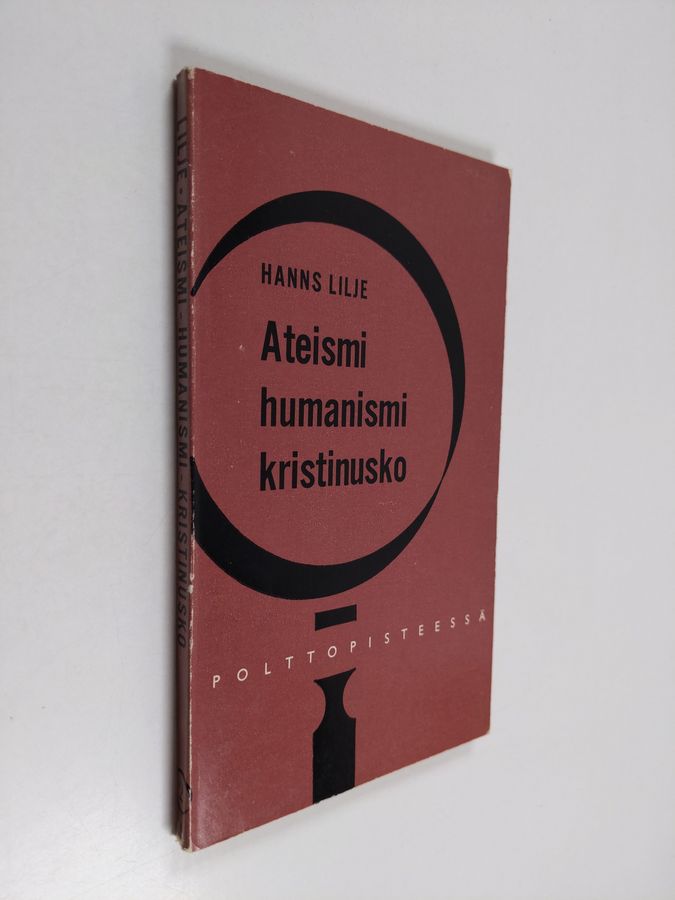 HANNS LILJE
Ateismi
humanismi
kristinusko
POLTTOPISTEESSÄ
LILJE • ATEISMI – HUMANISMI – KRISTINUSKO